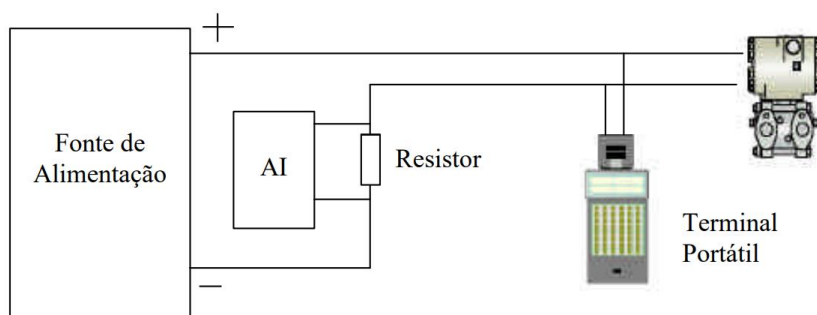 +
Fonte de
Alimentação
AI
Resistor
Terminal
Portátil
—